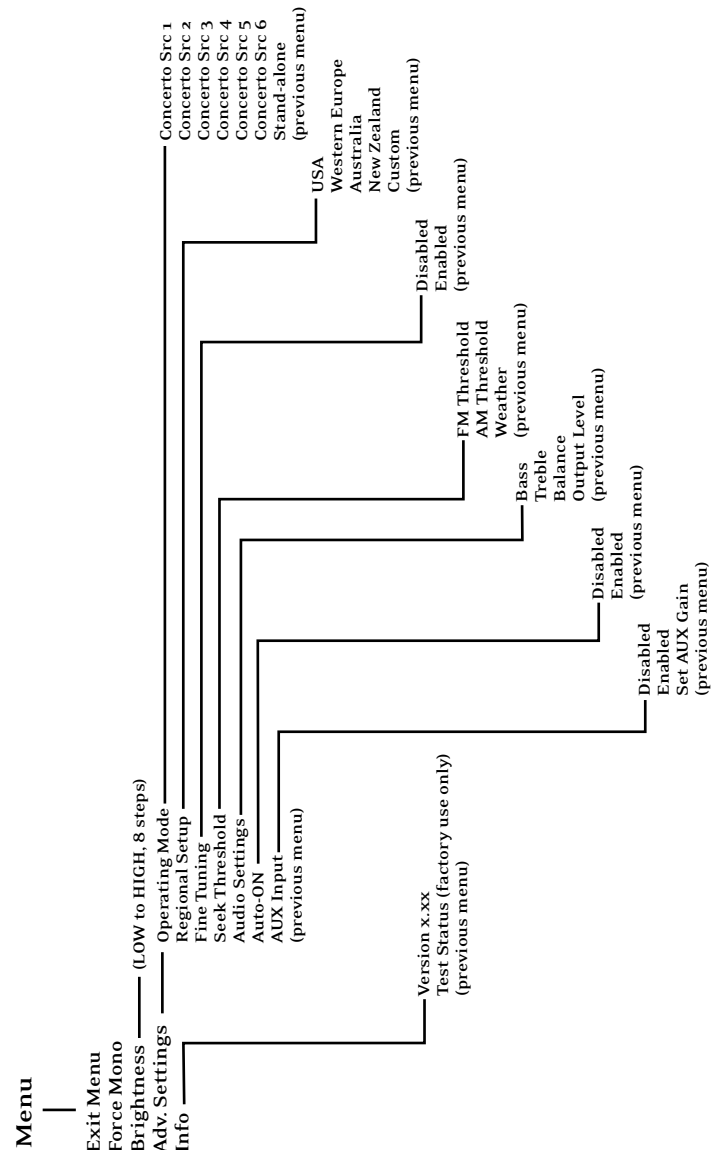 Menu
Exit Menu
Force Mono
Brightness
Adv. Settings
Info
(LOW to HIGH, 8 steps)
Operating Mode
Regional Setup
Fine Tuning
Seek Threshold
Audio Settings
Auto-ON
AUX Input
(previous menu)
Version x.xx
Test Status (factory use only)
(previous menu)
Concerto Src 1
Concerto Src 2
Concerto Src 3
Concerto Src 4
Concerto Src 5
Concerto Src 6
Stand-alone
(previous menu)
USA
Western Europe
Australia
New Zealand
Custom
(previous menu)
Disabled
Enabled
(previous menu)
FM Threshold
AM Threshold
Weather
(previous menu)
Bass
Treble
Balance
Output Level
(previous menu)
Disabled
Enabled
(previous menu)
Disabled
Enabled
Set AUX Gain
(previous menu)